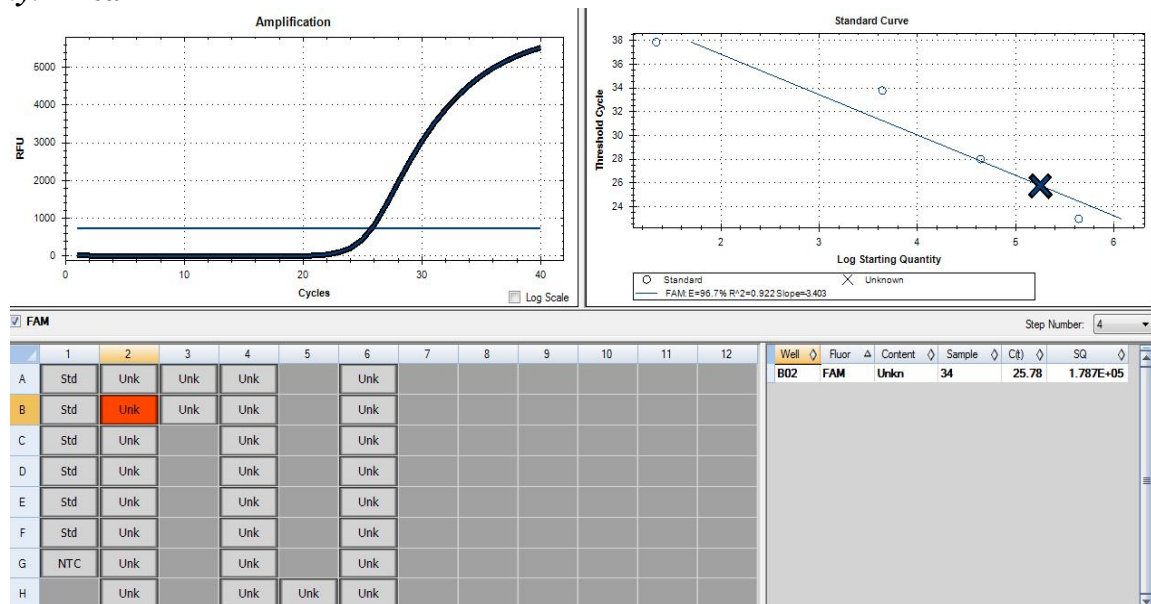 Amplification
5000
4000
3000
2000
1000
0
RFU
0 10 20 30 40
Cycles
Log Scale
Standard Curve
38
36
34
32
30
28
26
24
Threshold Cycle
2 3 4 5 6
Log Starting Quantity
Standard Unknown
FAM: E=96.7% R^2=0.922 Slope=-3.403
FAM
Step Number: 4
1 2 3 4 5 6 7 8 9 10 11 12
A Std Unk Unk Unk Unk
B Std Unk Unk Unk Unk
C Std Unk Unk Unk
D Std Unk Unk Unk
E Std Unk Unk Unk
F Std Unk Unk Unk
G NTC Unk Unk Unk
H Unk Unk Unk Unk
Well Fluor Content Sample C(t) SQ
B02 FAM Unkn 34 25.78 1.787E+05